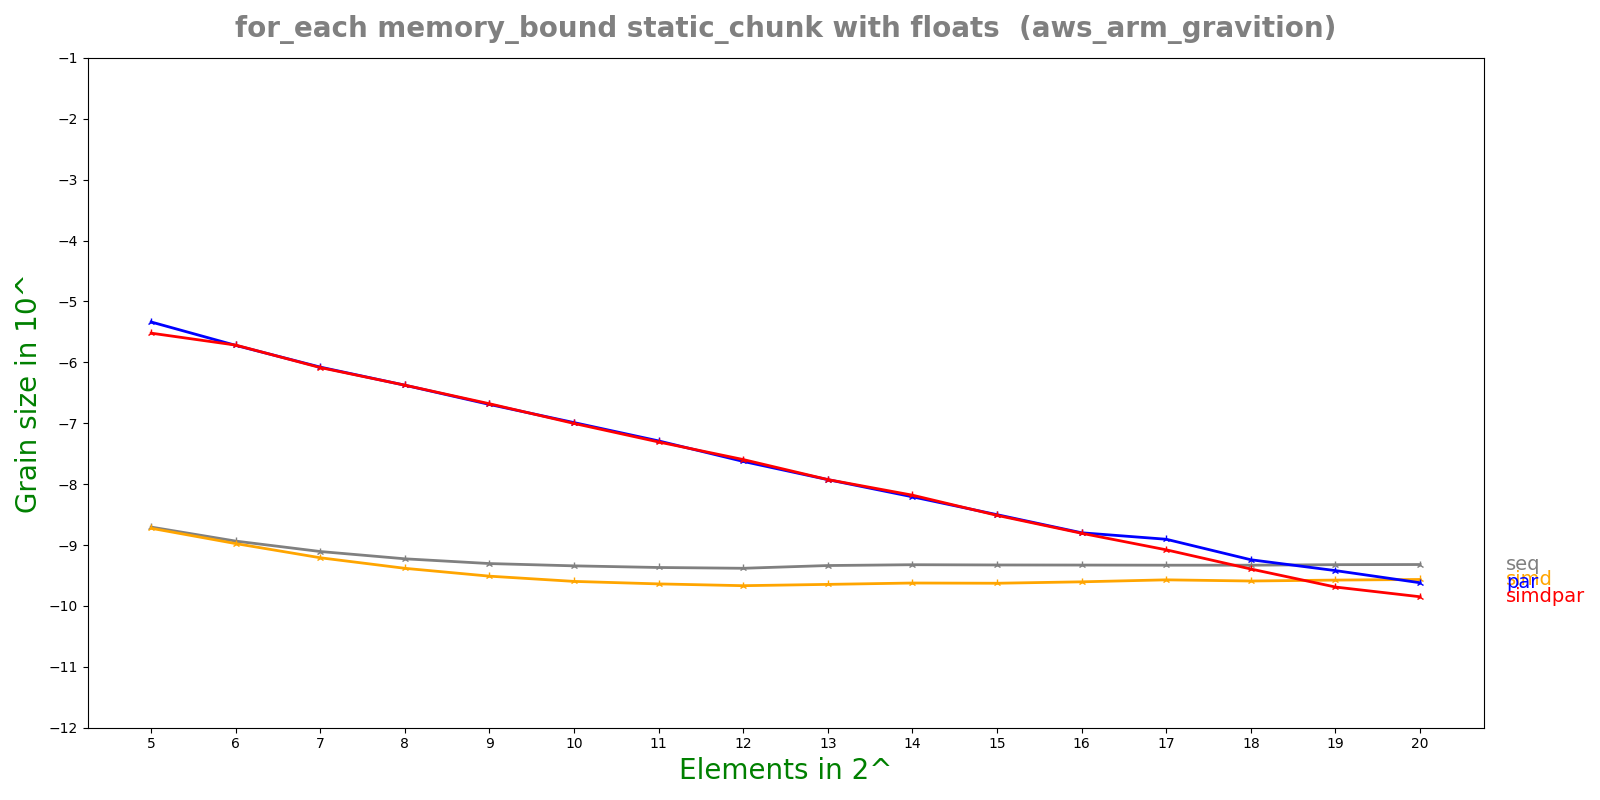 for_each memory_bound static_chunk with floats  (aws_arm_gravition)
Grain size in 10^
−1
−2
−3
−4
−5
−6
−7
−8
−9
−10
−11
−12
seq
simd
par
simdpar
5 6 7 8 9 10 11 12 13 14 15 16 17 18 19 20
Elements in 2^